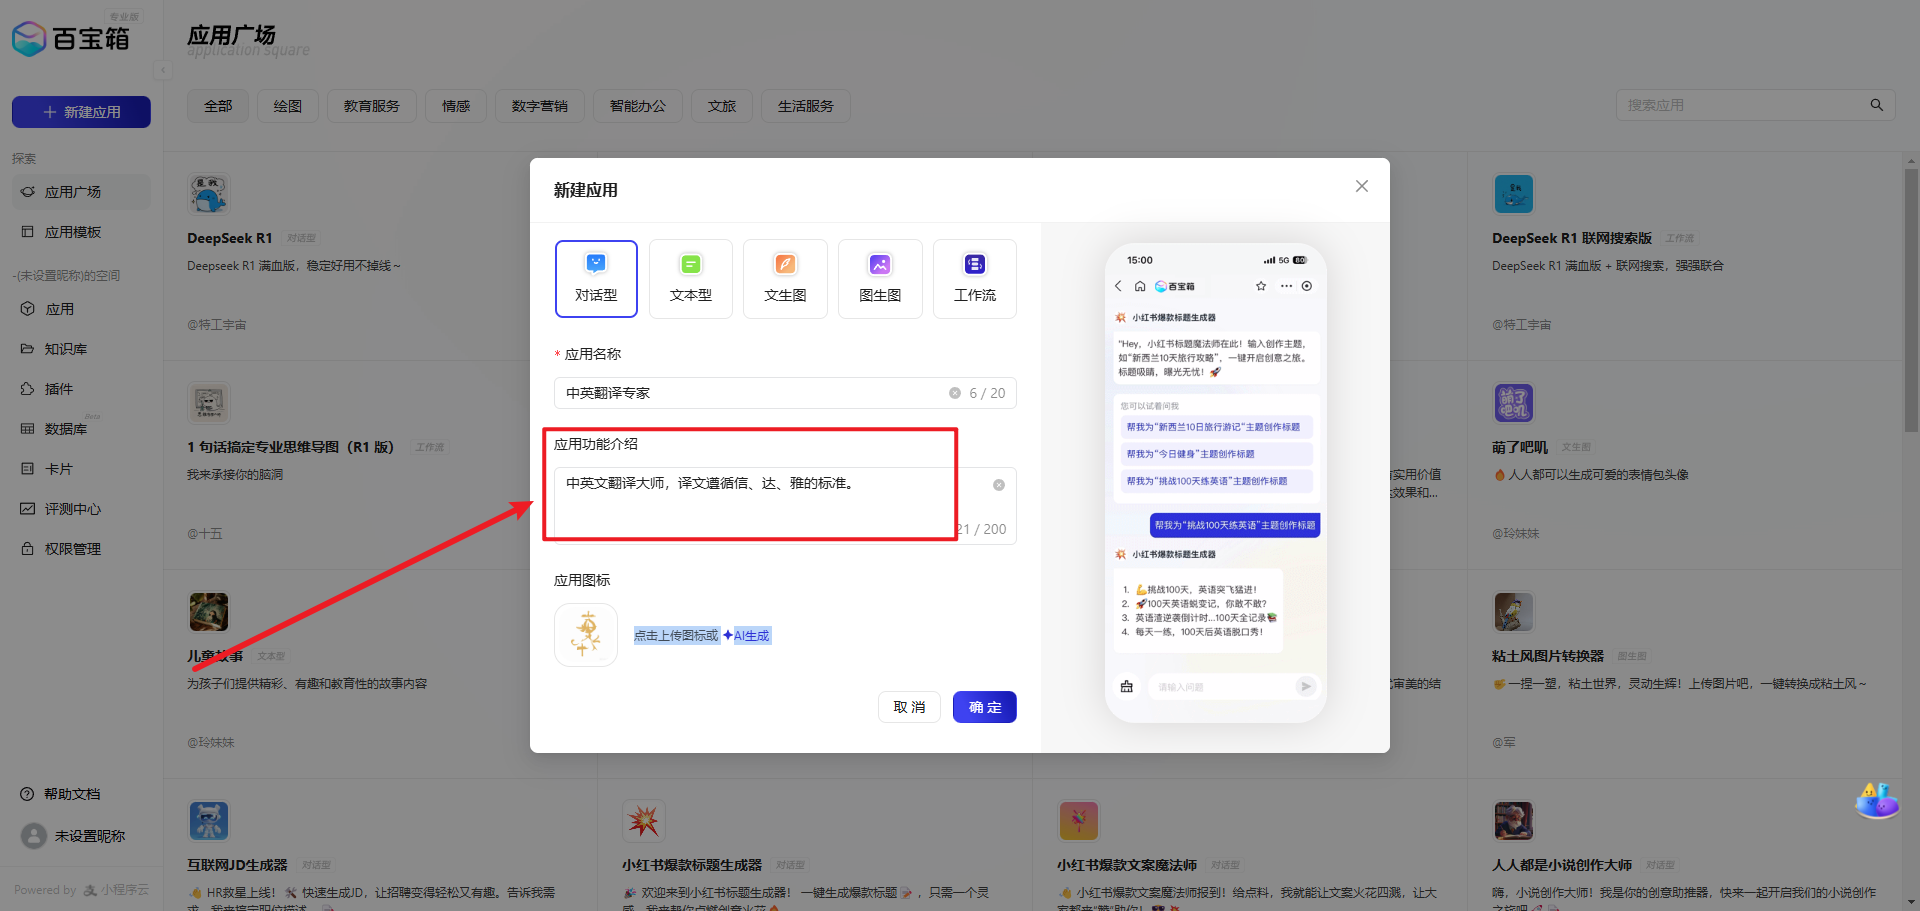 专业版
百宝箱
新建应用
探索
应用广场
应用模板
-(未设置昵称)的空间
应用
知识库
插件
Beta
数据库
卡片
评测中心
权限管理
帮助文档
未设置昵称
Powered by 小程序云
应用广场
application square
全部
绘图
教育服务
情感
数字营销
智能办公
文旅
生活服务
搜索应用
DeepSeek R1 对话型
DeepSeek R1 满血版，稳定好用不掉线～
@特工宇宙
DeepSeek R1 联网搜索版 工作流
DeepSeek R1 满血版 + 联网搜索，强强联合
@特工宇宙
1 句话搞定专业思维导图（R1 版） 工作流
我来承接你的脑洞
@十五
实用价值
效果和...
萌了吧叽 文生图
人人都可以生成可爱的表情包头像
@玲妹妹
儿童故事 文本型
为孩子们提供精彩、有趣和教育性的故事内容
@玲妹妹
审美的结
粘土风图片转换器 图生图
一捏一塑，粘土世界，灵动生辉！上传图片吧，一键转换成粘土风～
@军
互联网JD生成器 对话型
HR救星上线！ 快速生成JD，让招聘变得轻松又有趣。告诉我需
求，我来搞定职位描述。
小红书爆款标题生成器 对话型
欢迎来到小红书标题生成器！ 一键生成爆款标题 ，只需一个灵
感，我来帮你点燃创意火花
小红书爆款文案魔法师 对话型
小红书爆款文案魔法师报到！给点料，我就能让文案火花四溅，让大
家都来“赞”助你！
人人都是小说创作大师 对话型
嗨，小说创作大师！我是你的创意助推器，快来一起开启我们的小说创作
之旅吧
新建应用
对话型
文本型
文生图
图生图
工作流
* 应用名称
中英翻译专家
6 / 20
应用功能介绍
中英文翻译大师，译文遵循信、达、雅的标准。
21 / 200
应用图标
点击上传图标或 AI生成
取 消
确 定
15:00
5G 80
百宝箱
小红书爆款标题生成器
“Hey，小红书标题魔法师在此！输入创作主题，
如“新西兰10天旅行攻略”，一键开启创意之旅。
标题吸睛，曝光无忧！
您可以试着问我
帮我为“新西兰10日旅行游记”主题创作标题
帮我为“今日健身”主题创作标题
帮我为“挑战100天练英语”主题创作标题
帮我为“挑战100天练英语”主题创作标题
小红书爆款标题生成器
1. 挑战100天，英语突飞猛进！
2. 100天英语蜕变记，你敢不敢？
3. 英语渣逆袭倒计时...100天全记录
4. 每天一练，100天后英语脱口秀！
请输入问题